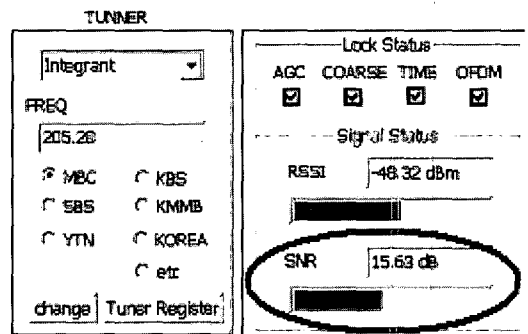 TUNNER
Integrant
FREQ
205.28
MBC KBS
SBS KMMB
YTN KOREA
etc
change Tuner Register
Lock Status
AGC COARSE TIME OFDM
Signal Status
RSSI -48.32 dBm
SNR 15.63 dB